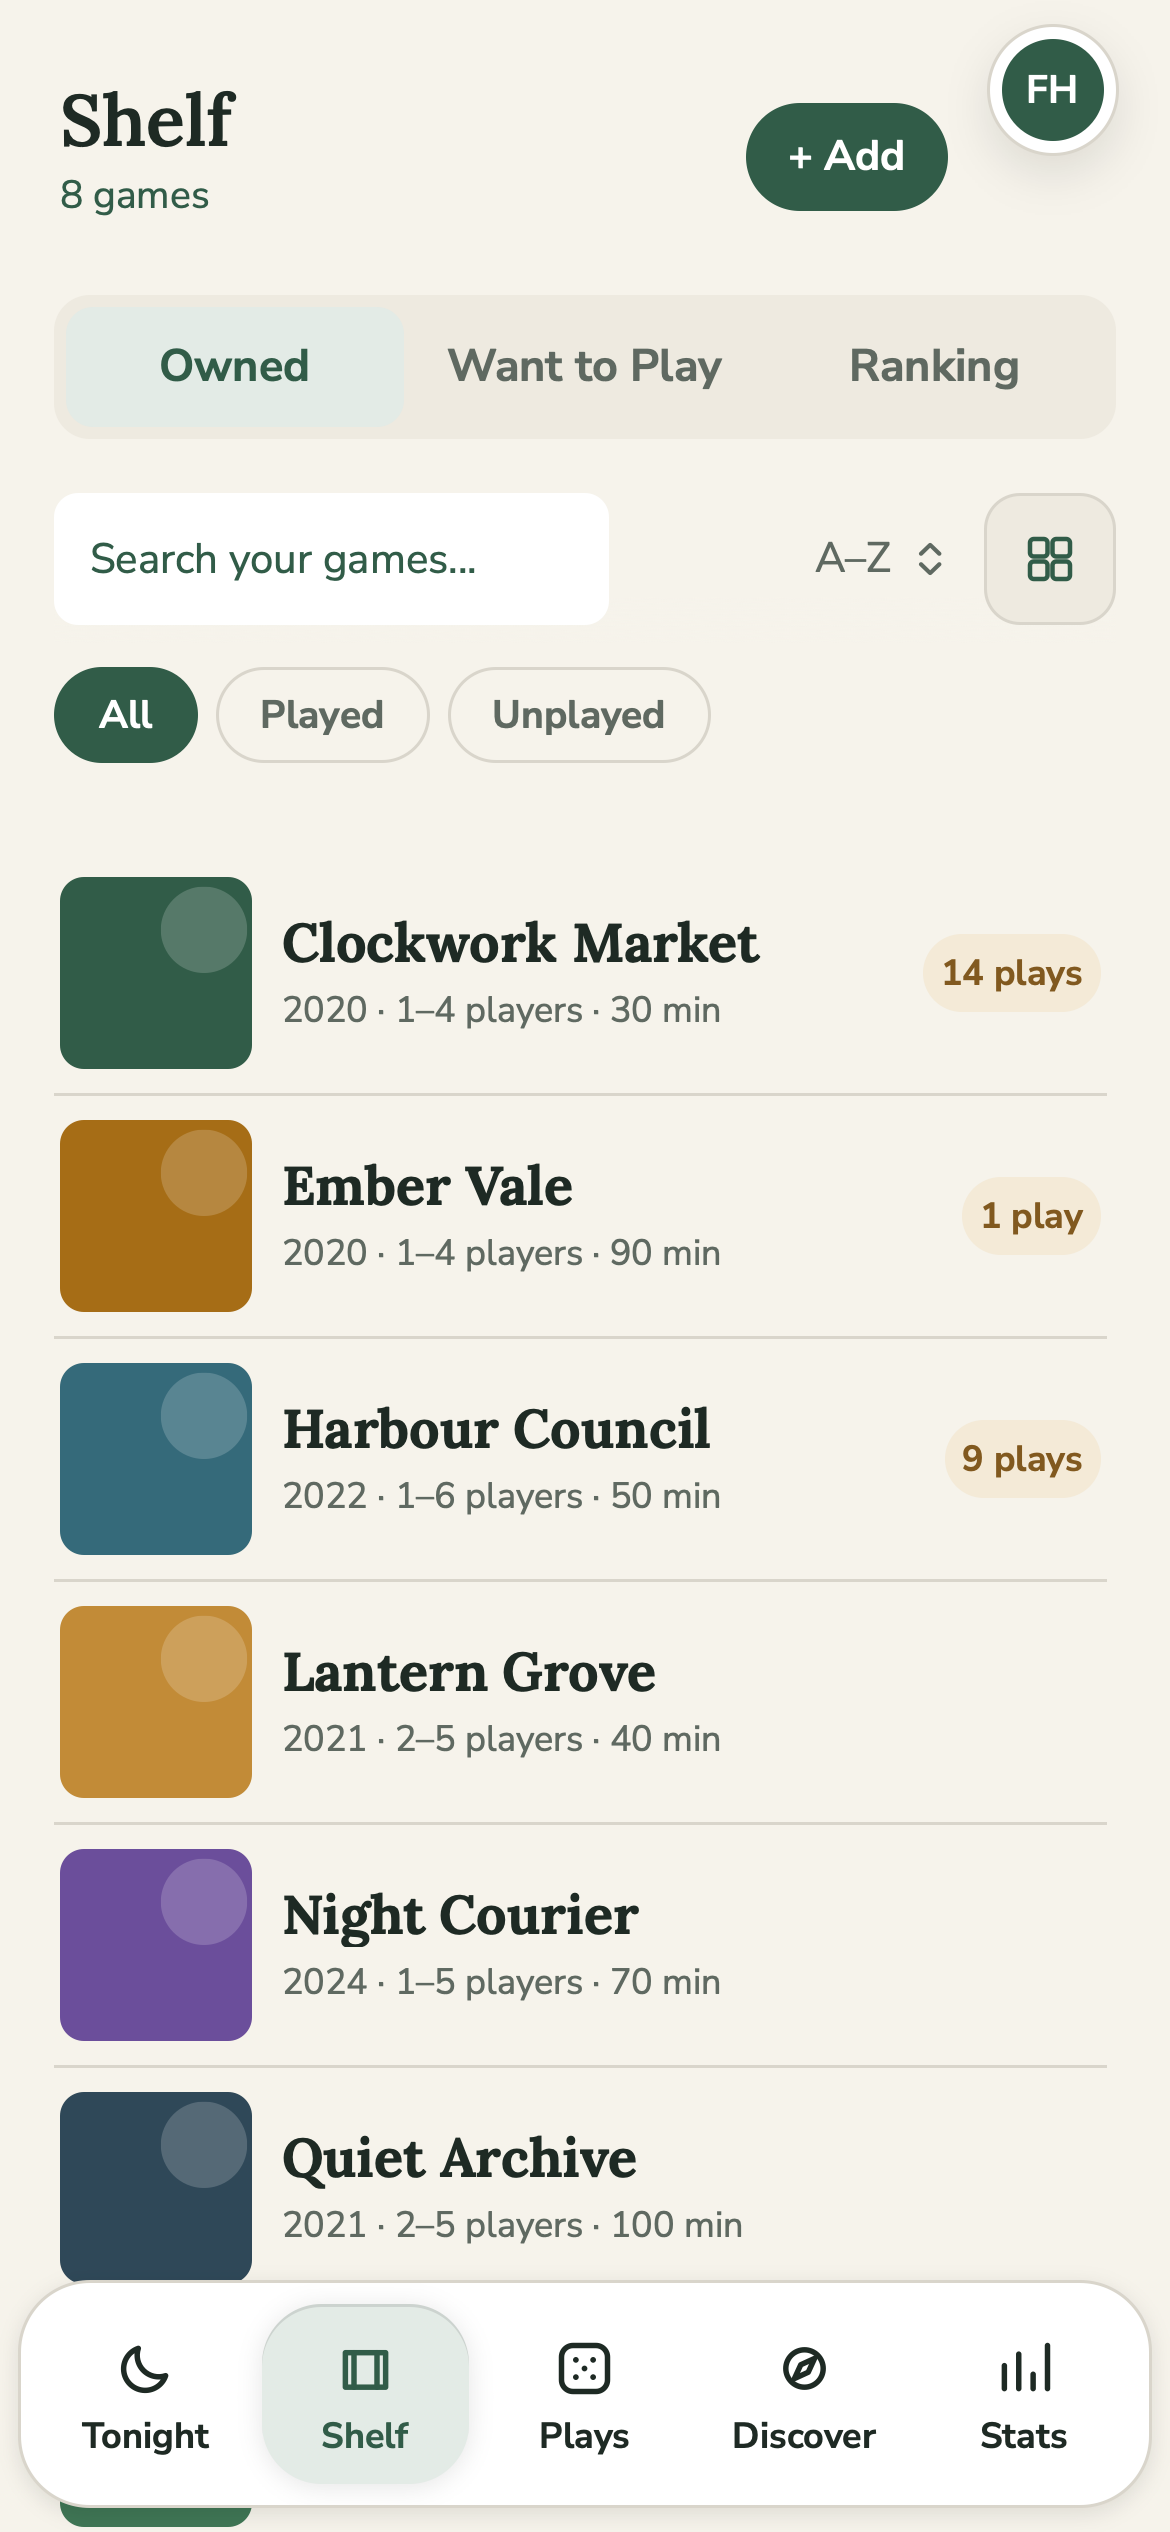 Shelf
8 games
+ Add
FH
Owned
Want to Play
Ranking
Search your games...
A–Z
All
Played
Unplayed
Clockwork Market
2020 · 1–4 players · 30 min
14 plays
Ember Vale
2020 · 1–4 players · 90 min
1 play
Harbour Council
2022 · 1–6 players · 50 min
9 plays
Lantern Grove
2021 · 2–5 players · 40 min
Night Courier
2024 · 1–5 players · 70 min
Quiet Archive
2021 · 2–5 players · 100 min
Tonight
Shelf
Plays
Discover
Stats